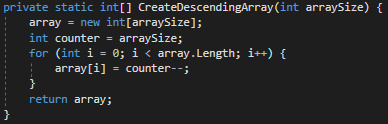 private static int[] CreateDescendingArray(int arraySize) {
    array = new int[arraySize];
    int counter = arraySize;
    for (int i = 0; i < array.Length; i++) {
        array[i] = counter--;
    }
    return array;
}